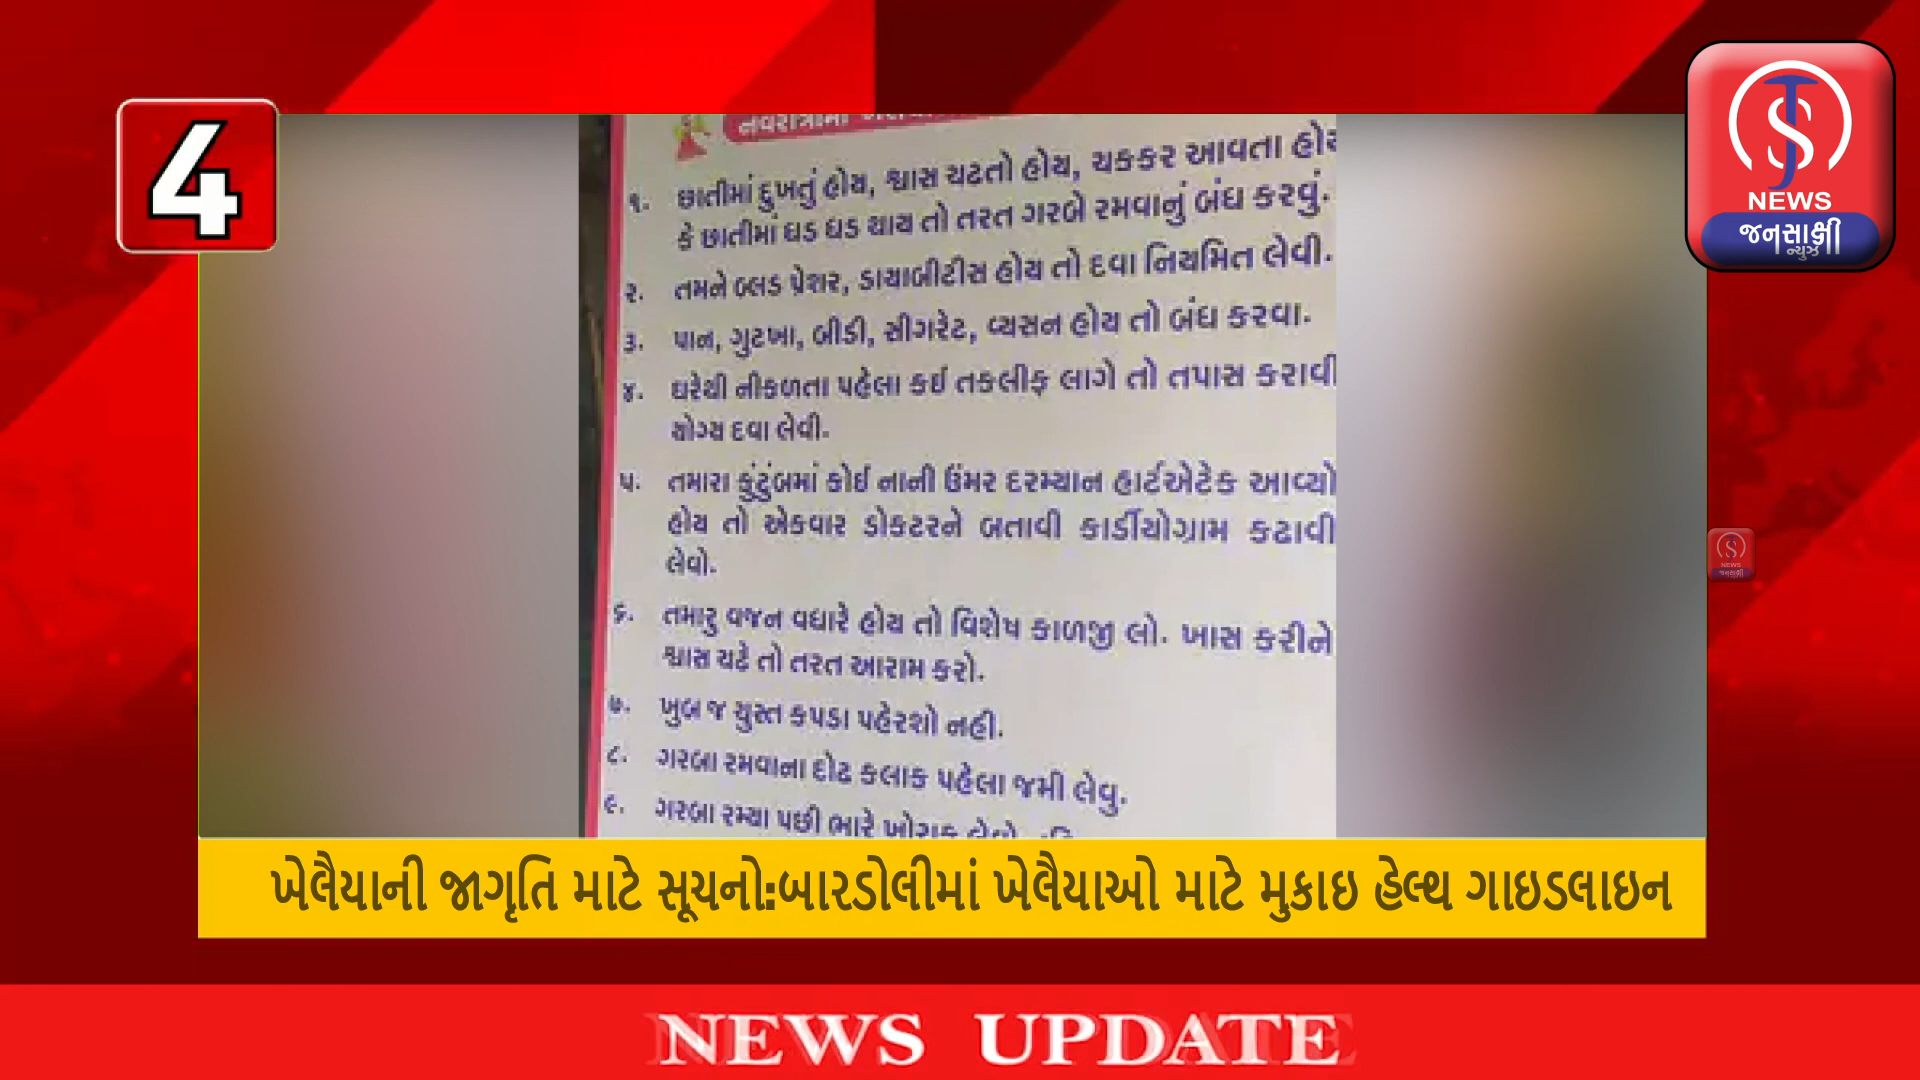 4
NEWS
જનસાક્ષી
ન્યુઝ
નવરાત્રીમાં
૧. છાતીમાં દુખતું હોય, શ્વાસ ચઢતો હોય, ચકકર આવતા હોય
કે છાતીમાં ધડ ધડ થાય તો તરત ગરબે રમવાનું બંધ કરવું.
૨. તમને બ્લડ પ્રેશર, ડાયાબીટીસ હોય તો દવા નિયમિત લેવી.
૩. પાન, ગુટખા, બીડી, સીગરેટ, વ્યસન હોય તો બંધ કરવા.
૪. ઘરેથી નીકળતા પહેલા કઈ તકલીફ લાગે તો તપાસ કરાવી
યોગ્ય દવા લેવી.
૫. તમારા કુંટુંબમાં કોઈ નાની ઉંમર દરમ્યાન હાર્ટએટેક આવ્યો
હોય તો એકવાર ડોકટરને બતાવી કાર્ડીયોગ્રામ કઢાવી
લેવો.
૬. તમારુ વજન વધારે હોય તો વિશેષ કાળજી લો. ખાસ કરીને
શ્વાસ ચઢે તો તરત આરામ કરો.
૭. ખુબ જ ચુસ્ત કપડા પહેરશો નહી.
૮. ગરબા રમવાના દોઢ કલાક પહેલા જમી લેવુ.
૯. ગરબા રમ્યા પછી ભારે ખોરાક
ખેલૈયાની જાગૃતિ માટે સૂચનો:બારડોલીમાં ખેલૈયાઓ માટે મુકાઇ હેલ્થ ગાઇડલાઇન
NEWS UPDATE